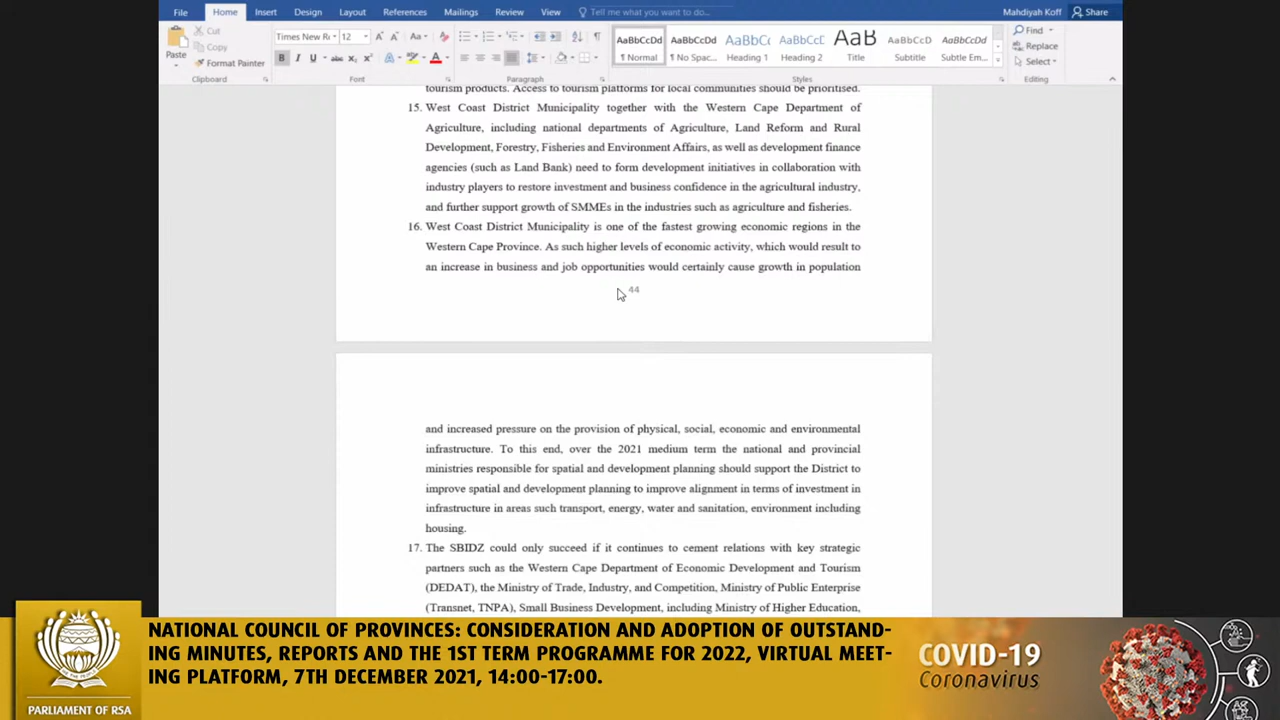 File Home Insert Design Layout References Mailings Review View Tell me what you want to do... Mahdiyah Koff Share
Cut
Copy
Paste
Format Painter
Times New R 12
B I U abc
AaBbCcDd AaBbCcDd AaBbCc AaBbCcE AaB AaBbCcD AaBbCcDd
¶ Normal ¶ No Spac... Heading 1 Heading 2 Title Subtitle Subtle Em...
Find
Replace
Select
Clipboard Font Paragraph Styles Editing
tourism products. Access to tourism platforms for local communities should be prioritised.
15. West Coast District Municipality together with the Western Cape Department of
Agriculture, including national departments of Agriculture, Land Reform and Rural
Development, Forestry, Fisheries and Environment Affairs, as well as development finance
agencies (such as Land Bank) need to form development initiatives in collaboration with
industry players to restore investment and business confidence in the agricultural industry,
and further support growth of SMMEs in the industries such as agriculture and fisheries.
16. West Coast District Municipality is one of the fastest growing economic regions in the
Western Cape Province. As such higher levels of economic activity, which would result to
an increase in business and job opportunities would certainly cause growth in population
44
and increased pressure on the provision of physical, social, economic and environmental
infrastructure. To this end, over the 2021 medium term the national and provincial
ministries responsible for spatial and development planning should support the District to
improve spatial and development planning to improve alignment in terms of investment in
infrastructure in areas such transport, energy, water and sanitation, environment including
housing.
17. The SBIDZ could only succeed if it continues to cement relations with key strategic
partners such as the Western Cape Department of Economic Development and Tourism
(DEDAT), the Ministry of Trade, Industry, and Competition, Ministry of Public Enterprise
(Transnet, TNPA), Small Business Development, including Ministry of Higher Education,
NATIONAL COUNCIL OF PROVINCES: CONSIDERATION AND ADOPTION OF OUTSTAND-
ING MINUTES, REPORTS AND THE 1ST TERM PROGRAMME FOR 2022, VIRTUAL MEET-
ING PLATFORM, 7TH DECEMBER 2021, 14:00-17:00.
PARLIAMENT OF RSA
COVID-19
Coronavirus